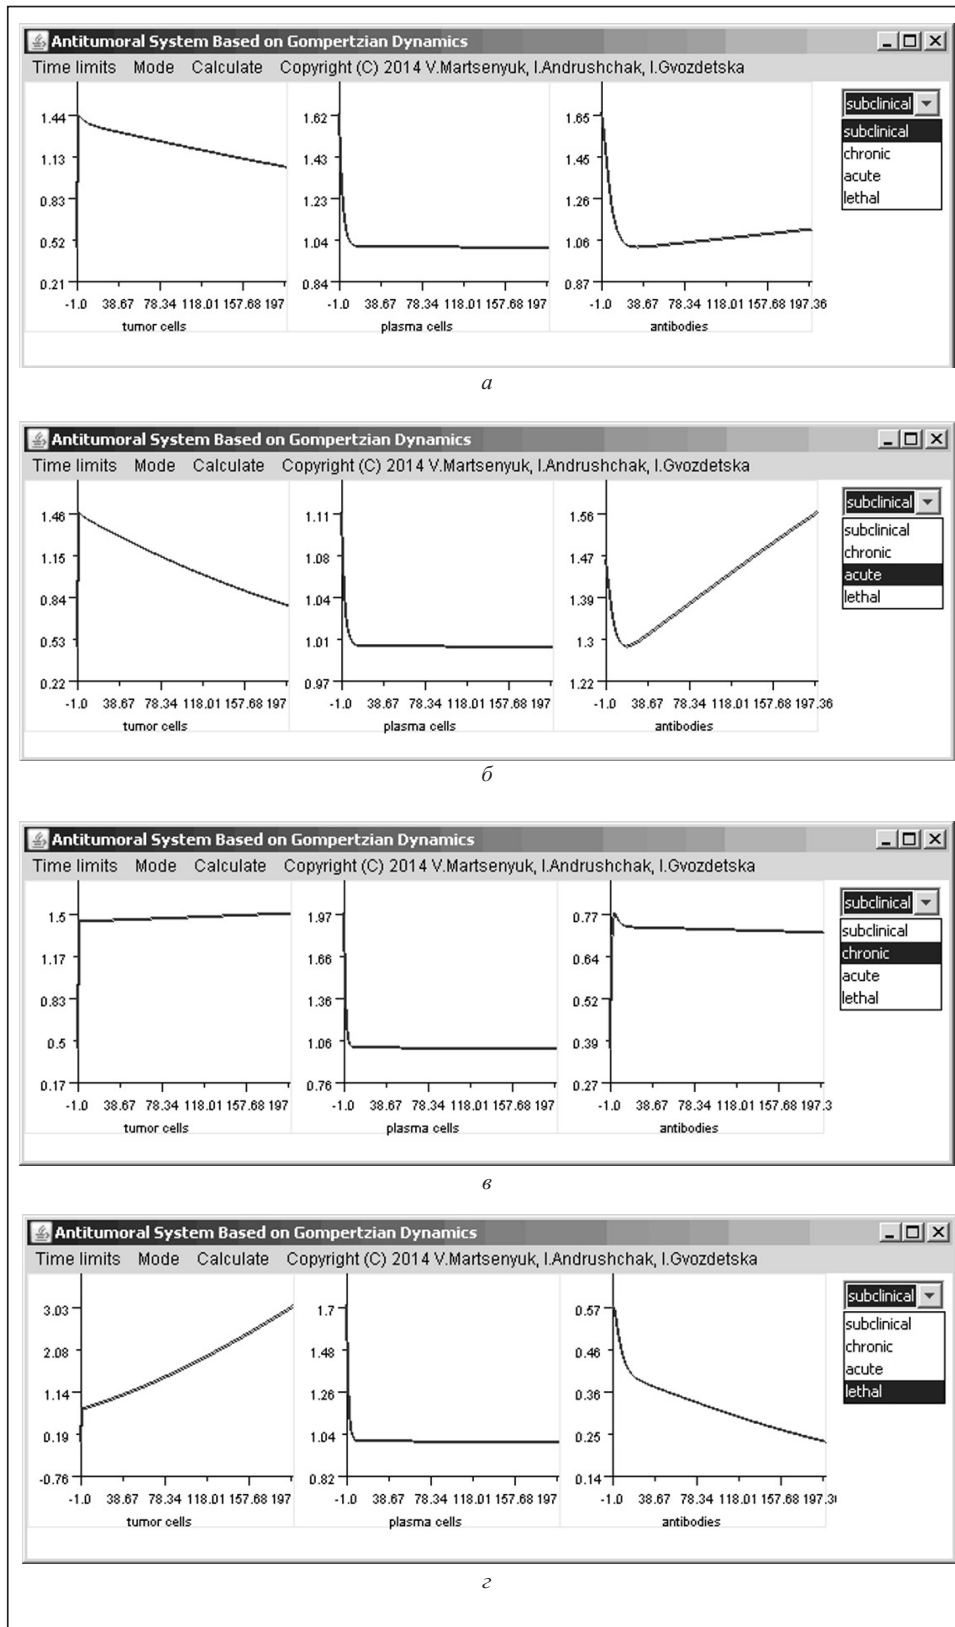 Antitumoral System Based on Gompertzian Dynamics
Time limits Mode Calculate Copyright (C) 2014 V.Martsenyuk, I.Andrushchak, I.Gvozdetska
subclinical
subclinical
chronic
acute
lethal
1.44
1.13
0.83
0.52
0.21
-1.0 38.67 78.34 118.01 157.68 197
tumor cells
1.62
1.43
1.23
1.04
0.84
-1.0 38.67 78.34 118.01 157.68 197
plasma cells
1.65
1.45
1.26
1.06
0.87
-1.0 38.67 78.34 118.01 157.68 197.36
antibodies
а
Antitumoral System Based on Gompertzian Dynamics
Time limits Mode Calculate Copyright (C) 2014 V.Martsenyuk, I.Andrushchak, I.Gvozdetska
subclinical
subclinical
chronic
acute
lethal
1.46
1.15
0.84
0.53
0.22
-1.0 38.67 78.34 118.01 157.68 197
tumor cells
1.11
1.08
1.04
1.01
0.97
-1.0 38.67 78.34 118.01 157.68 197
plasma cells
1.56
1.47
1.39
1.3
1.22
-1.0 38.67 78.34 118.01 157.68 197.36
antibodies
б
Antitumoral System Based on Gompertzian Dynamics
Time limits Mode Calculate Copyright (C) 2014 V.Martsenyuk, I.Andrushchak, I.Gvozdetska
subclinical
subclinical
chronic
acute
lethal
1.5
1.17
0.83
0.5
0.17
-1.0 38.67 78.34 118.01 157.68 197
tumor cells
1.97
1.66
1.36
1.06
0.76
-1.0 38.67 78.34 118.01 157.68 197
plasma cells
0.77
0.64
0.52
0.39
0.27
-1.0 38.67 78.34 118.01 157.68 197.3
antibodies
в
Antitumoral System Based on Gompertzian Dynamics
Time limits Mode Calculate Copyright (C) 2014 V.Martsenyuk, I.Andrushchak, I.Gvozdetska
subclinical
subclinical
chronic
acute
lethal
3.03
2.08
1.14
0.19
-0.76
-1.0 38.67 78.34 118.01 157.68 197
tumor cells
1.7
1.48
1.26
1.04
0.82
-1.0 38.67 78.34 118.01 157.68 197
plasma cells
0.57
0.46
0.36
0.25
0.14
-1.0 38.67 78.34 118.01 157.68 197.3
antibodies
г